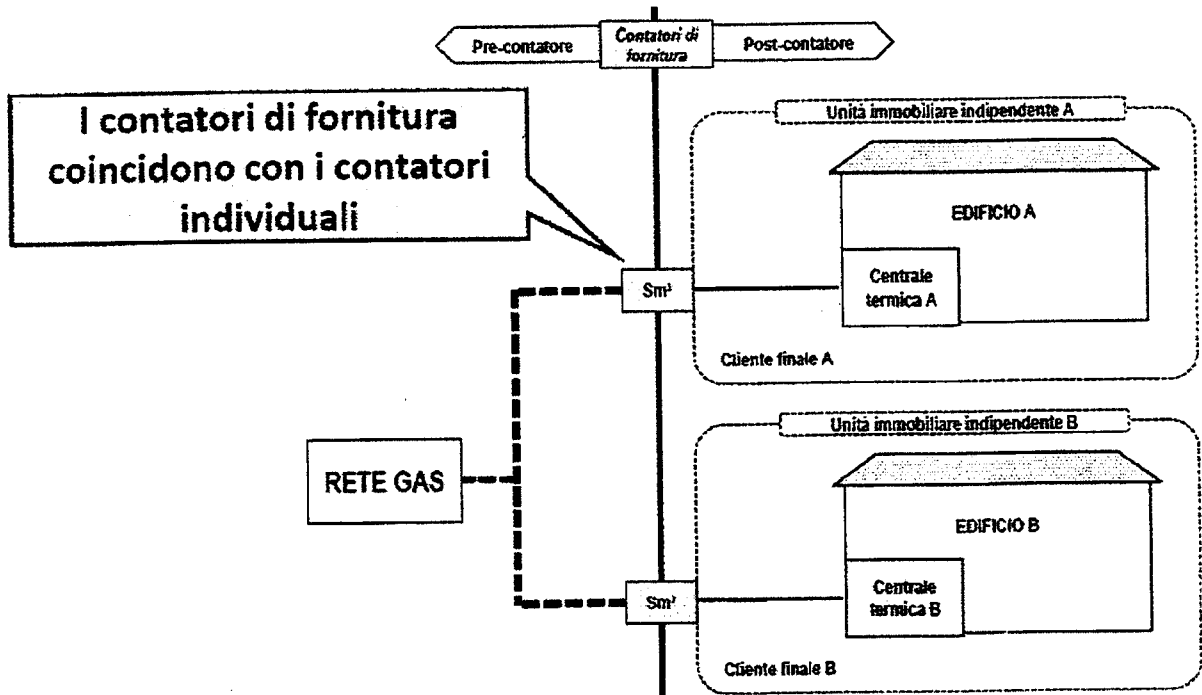 Pre-contatore
Contatori di
fornitura
Post-contatore
I contatori di fornitura
coincidono con i contatori
individuali
Unità immobiliare indipendente A
EDIFICIO A
Centrale
termica A
Sm³
Cliente finale A
Unità immobiliare indipendente B
RETE GAS
EDIFICIO B
Centrale
termica B
Sm³
Cliente finale B